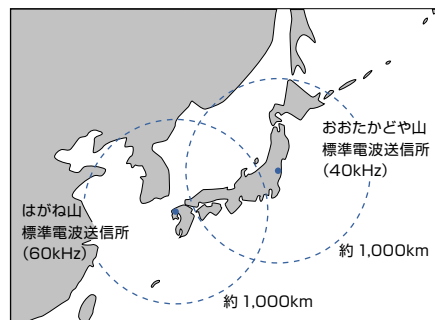 おおたかどや山
標準電波送信所
（40kHz）
はがね山
標準電波送信所
（60kHz）
約1,000km
約1,000km